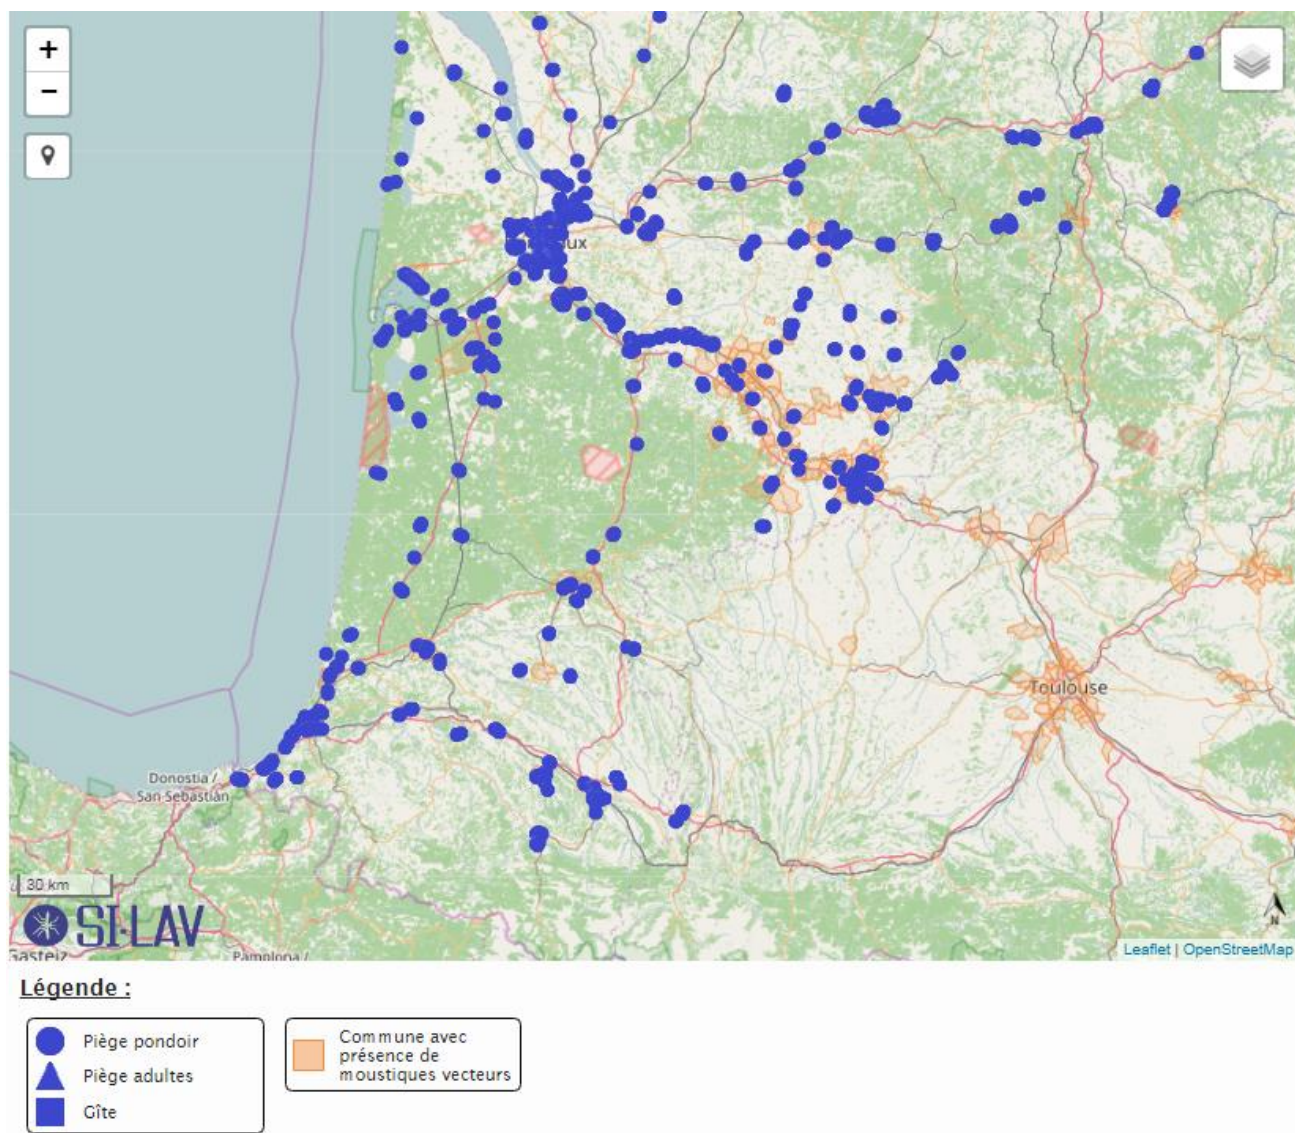 +
−
aux
Donostia /
San Sebastián
Toulouse
30 km
SI-LAV
N
Gasteiz
Pamplona /
Leaflet | OpenStreetMap
Légende :
Piège pondoir
Piège adultes
Gîte
Commune avec
présence de
moustiques vecteurs